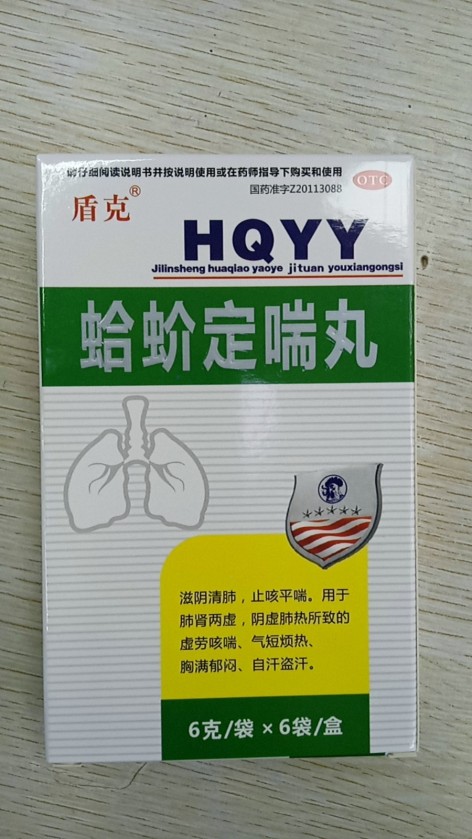 请仔细阅读说明书并按说明使用或在药师指导下购买和使用
OTC
国药准字Z20113088
盾克®
HQYY
Jilinsheng huaqiao yaoye jituan youxiangongsi
蛤蚧定喘丸
滋阴清肺，止咳平喘。用于
肺肾两虚，阴虚肺热所致的
虚劳咳喘、气短烦热、
胸满郁闷、自汗盗汗。
6克/袋×6袋/盒